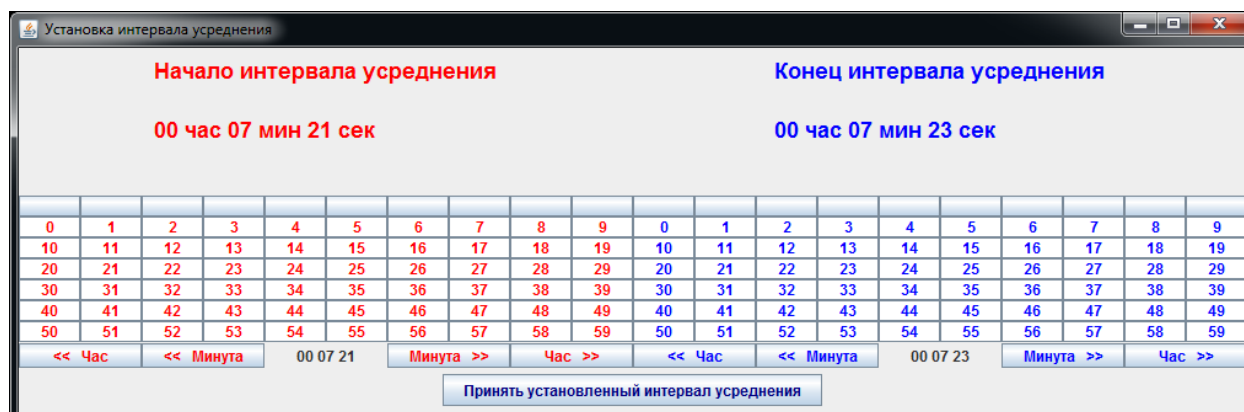 Установка интервала усреднения
Начало интервала усреднения Конец интервала усреднения
00 час 07 мин 21 сек 00 час 07 мин 23 сек
0 1 2 3 4 5 6 7 8 9 0 1 2 3 4 5 6 7 8 9
10 11 12 13 14 15 16 17 18 19 10 11 12 13 14 15 16 17 18 19
20 21 22 23 24 25 26 27 28 29 20 21 22 23 24 25 26 27 28 29
30 31 32 33 34 35 36 37 38 39 30 31 32 33 34 35 36 37 38 39
40 41 42 43 44 45 46 47 48 49 40 41 42 43 44 45 46 47 48 49
50 51 52 53 54 55 56 57 58 59 50 51 52 53 54 55 56 57 58 59
<< Час << Минута 00 07 21 Минута >> Час >> << Час << Минута 00 07 23 Минута >> Час >>
Принять установленный интервал усреднения